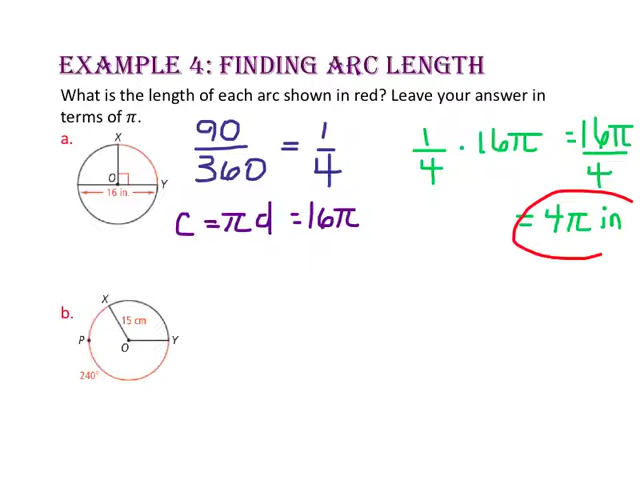 EXAMPLE 4: FINDING ARC LENGTH
What is the length of each arc shown in red? Leave your answer in
terms of π.
a.
X
O
Y
16 in.
90/360 = 1/4
C = πd = 16π
1/4 · 16π = 16π/4
= 4π in
b.
X
15 cm
P
O
Y
240°